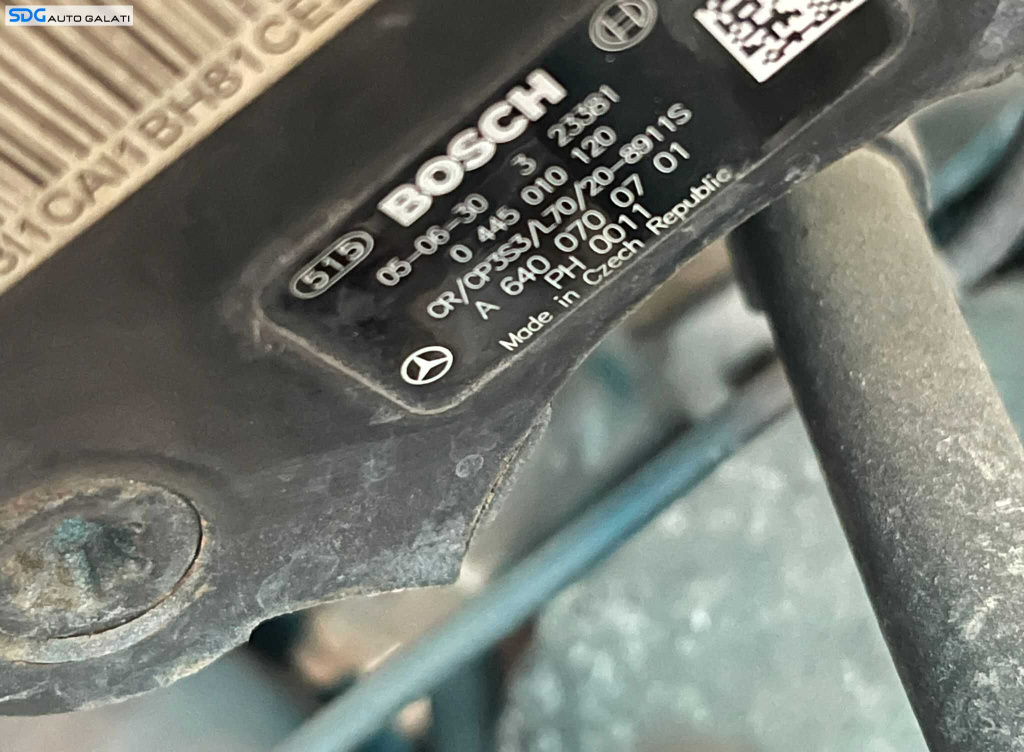 SDG AUTO GALATI
BOSCH
515
05-06-30 3 23381
0 445 010 120
CR/CP3S3/L70/20-8911S
A 640 070 07 01
PH 0011
Made in Czech Republic